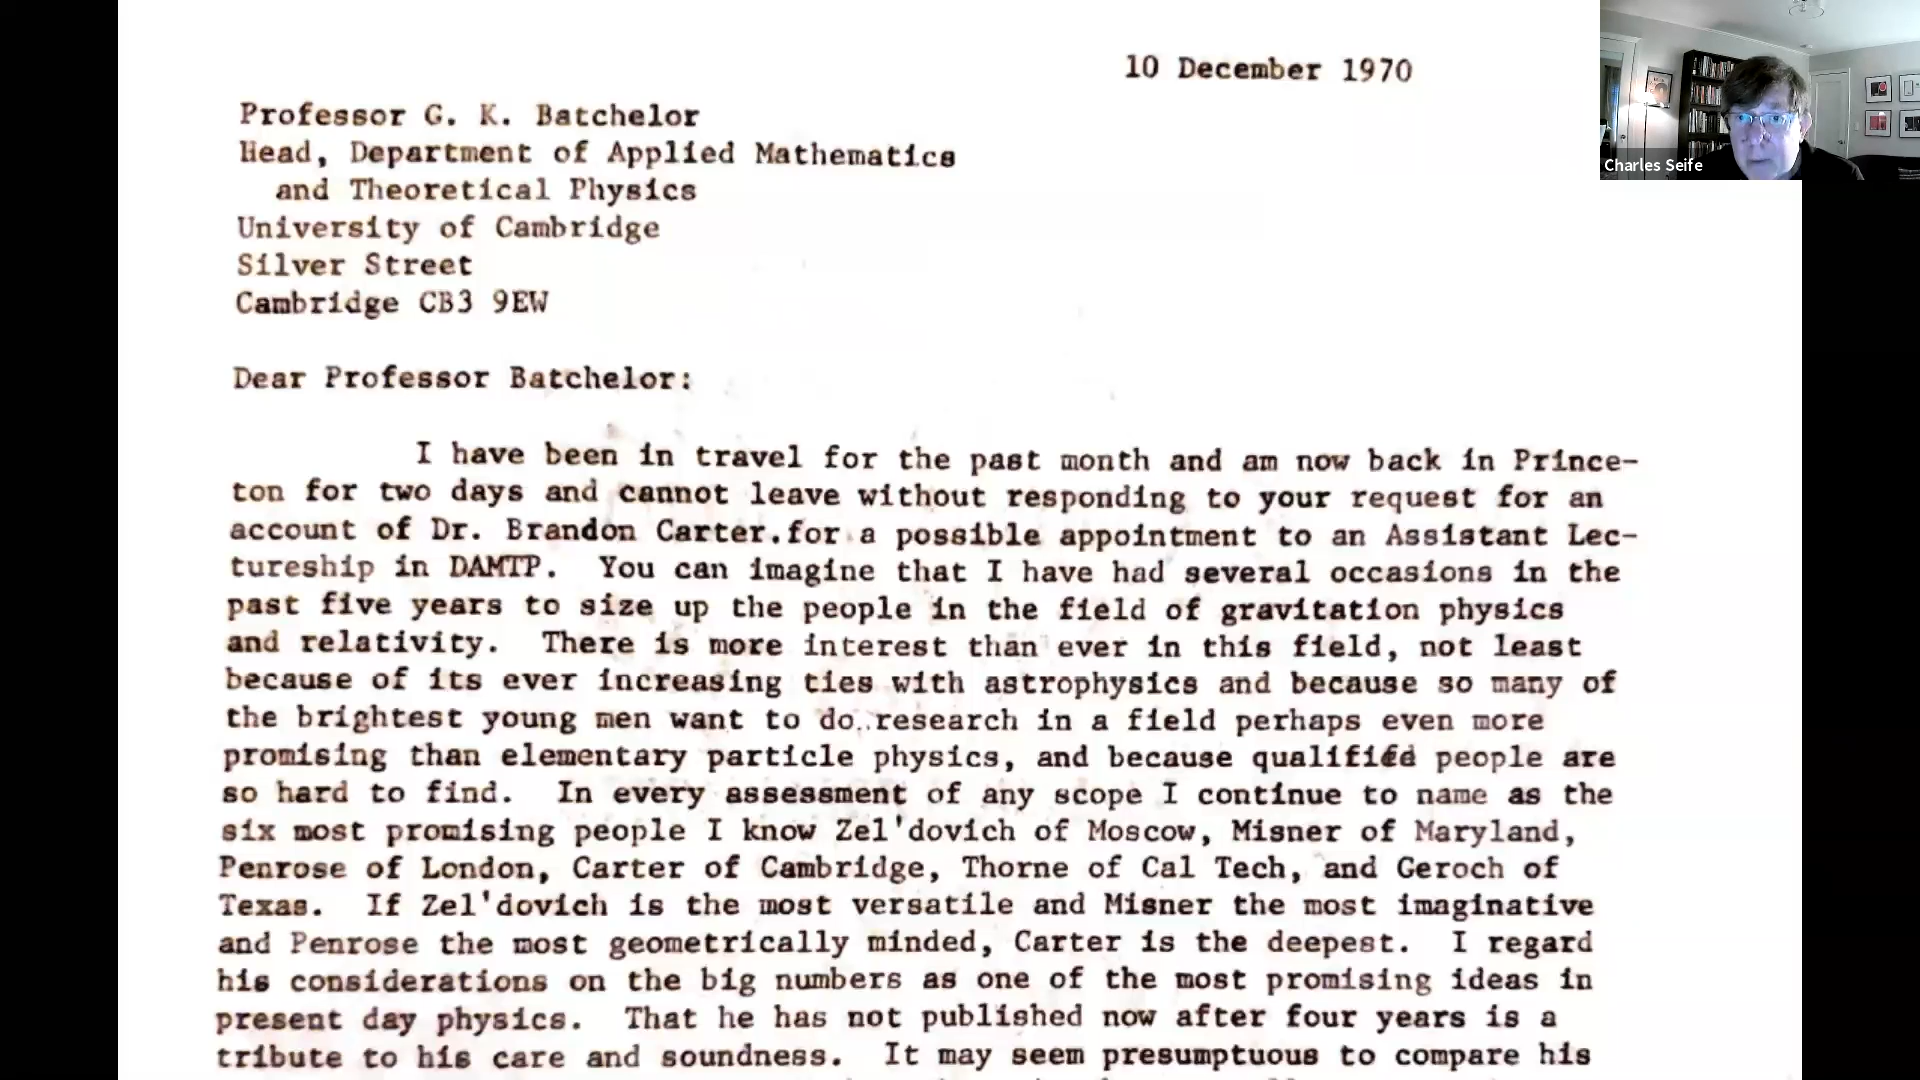 10 December 1970
Professor G. K. Batchelor
Head, Department of Applied Mathematics
and Theoretical Physics
University of Cambridge
Silver Street
Cambridge CB3 9EW
Charles Seife
Dear Professor Batchelor:
I have been in travel for the past month and am now back in Prince-
ton for two days and cannot leave without responding to your request for an
account of Dr. Brandon Carter.for a possible appointment to an Assistant Lec-
tureship in DAMTP. You can imagine that I have had several occasions in the
past five years to size up the people in the field of gravitation physics
and relativity. There is more interest than ever in this field, not least
because of its ever increasing ties with astrophysics and because so many of
the brightest young men want to do research in a field perhaps even more
promising than elementary particle physics, and because qualified people are
so hard to find. In every assessment of any scope I continue to name as the
six most promising people I know Zel'dovich of Moscow, Misner of Maryland,
Penrose of London, Carter of Cambridge, Thorne of Cal Tech, and Geroch of
Texas. If Zel'dovich is the most versatile and Misner the most imaginative
and Penrose the most geometrically minded, Carter is the deepest. I regard
his considerations on the big numbers as one of the most promising ideas in
present day physics. That he has not published now after four years is a
tribute to his care and soundness. It may seem presumptuous to compare his